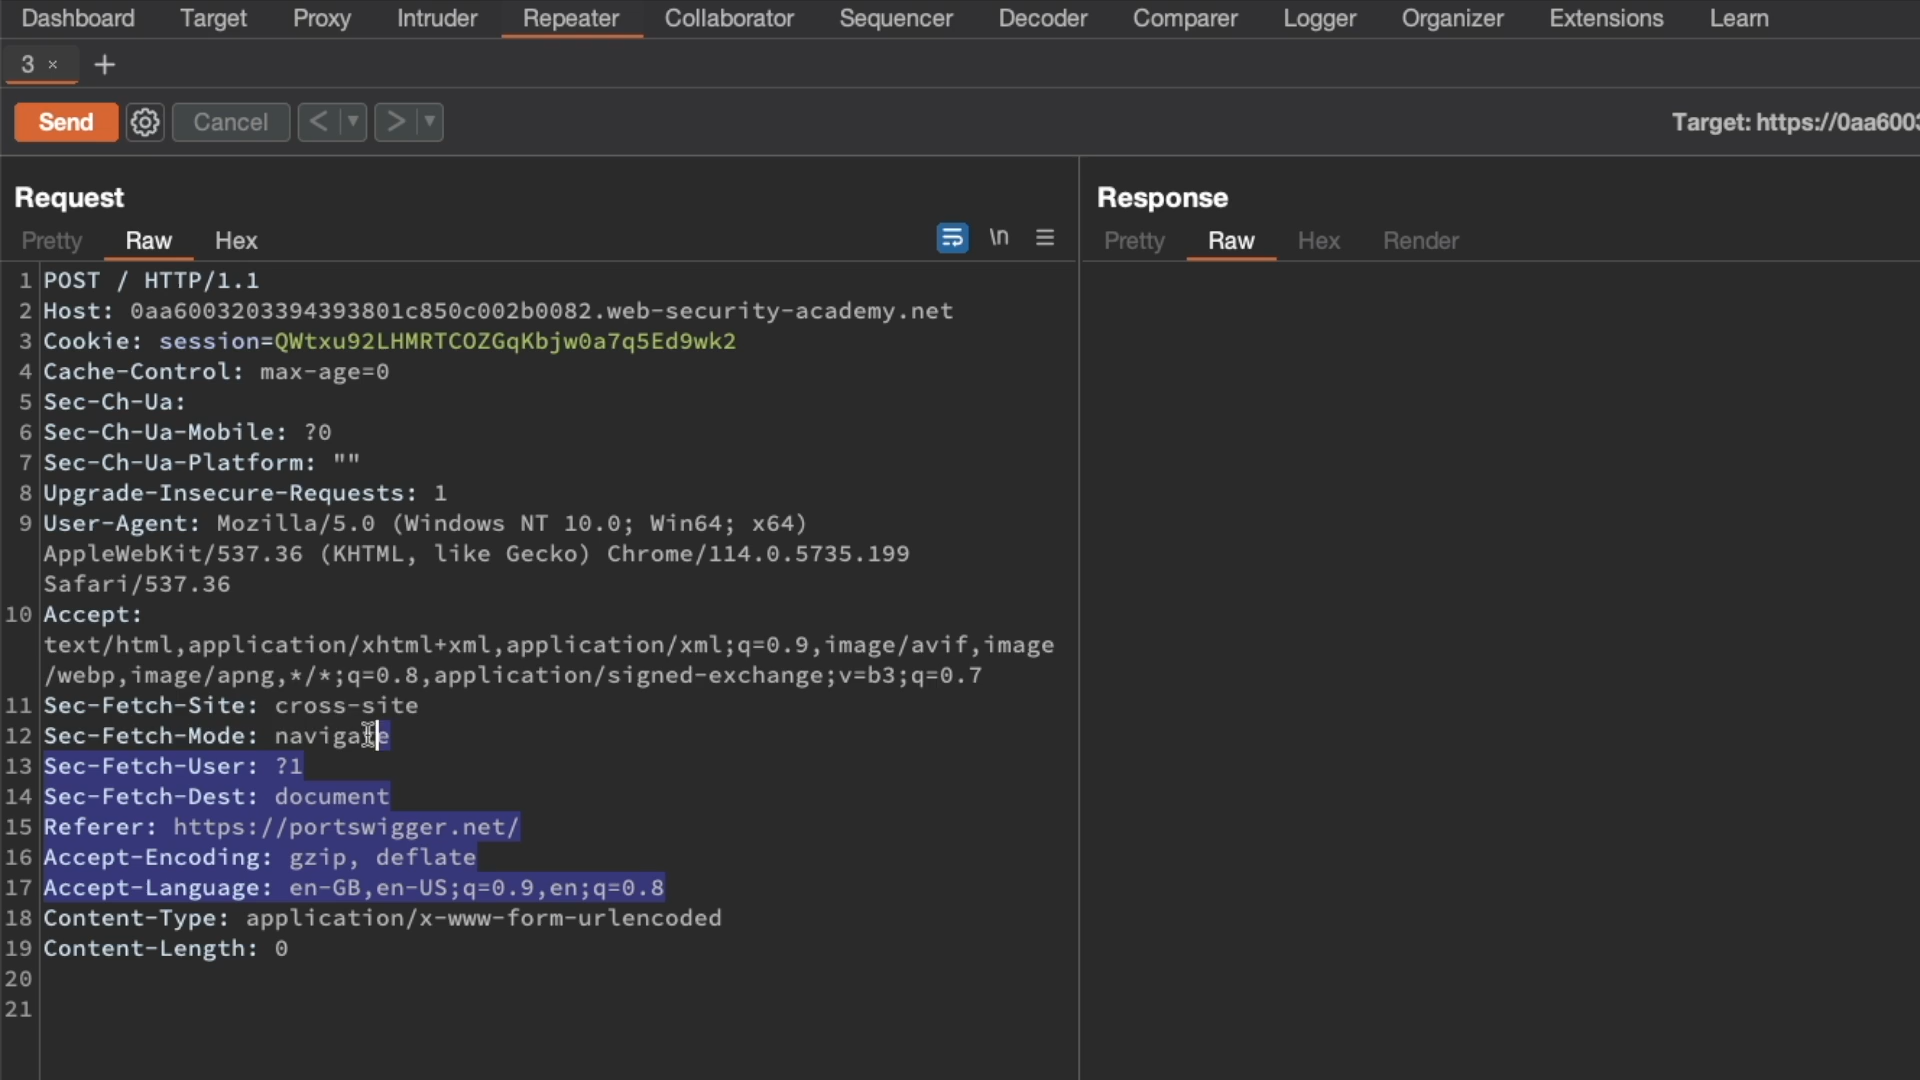 Dashboard Target Proxy Intruder Repeater Collaborator Sequencer Decoder Comparer Logger Organizer Extensions Learn
3 × +
Send Cancel < > Target: https://0aa6003
Request
Pretty Raw Hex \n
1 POST / HTTP/1.1
2 Host: 0aa6003203394393801c850c002b0082.web-security-academy.net
3 Cookie: session=QWtxu92LHMRTCOZGqKbjw0a7q5Ed9wk2
4 Cache-Control: max-age=0
5 Sec-Ch-Ua:
6 Sec-Ch-Ua-Mobile: ?0
7 Sec-Ch-Ua-Platform: ""
8 Upgrade-Insecure-Requests: 1
9 User-Agent: Mozilla/5.0 (Windows NT 10.0; Win64; x64)
AppleWebKit/537.36 (KHTML, like Gecko) Chrome/114.0.5735.199
Safari/537.36
10 Accept:
text/html,application/xhtml+xml,application/xml;q=0.9,image/avif,image
/webp,image/apng,*/*;q=0.8,application/signed-exchange;v=b3;q=0.7
11 Sec-Fetch-Site: cross-site
12 Sec-Fetch-Mode: navigate
13 Sec-Fetch-User: ?1
14 Sec-Fetch-Dest: document
15 Referer: https://portswigger.net/
16 Accept-Encoding: gzip, deflate
17 Accept-Language: en-GB,en-US;q=0.9,en;q=0.8
18 Content-Type: application/x-www-form-urlencoded
19 Content-Length: 0
20
21
Response
Pretty Raw Hex Render